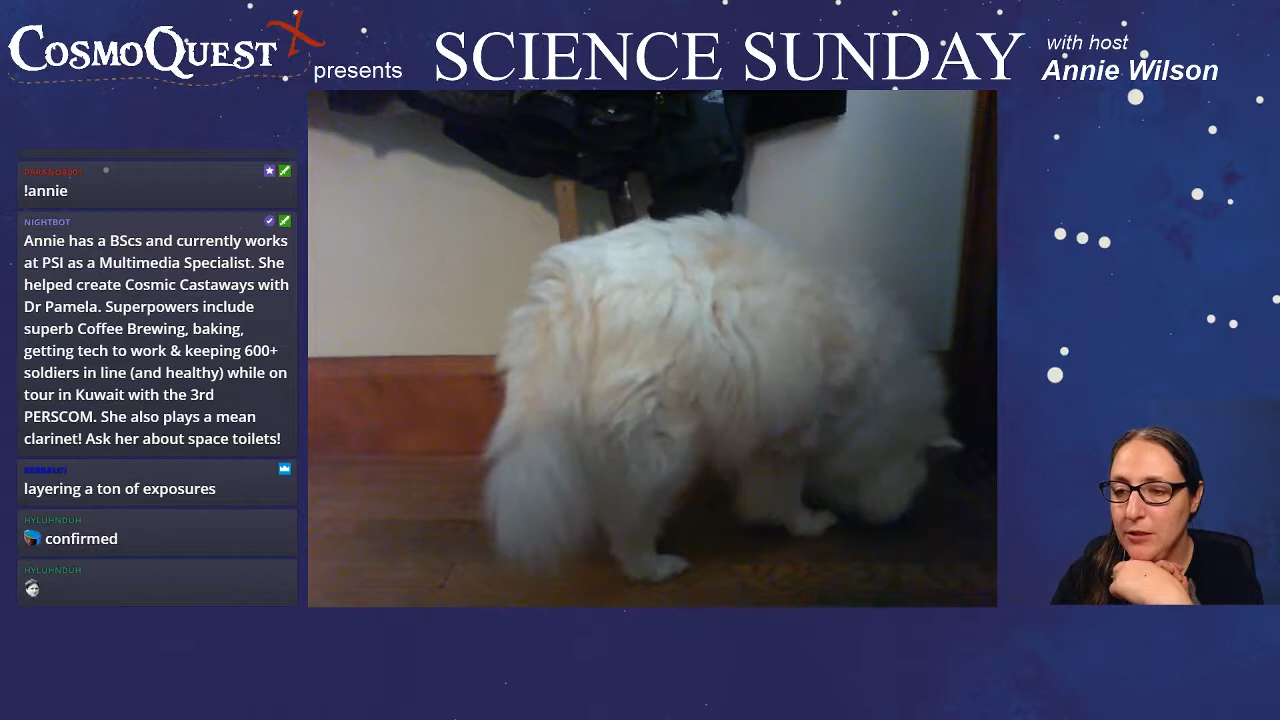 COSMOQUEST X
presents
SCIENCE SUNDAY
with host
Annie Wilson
!annie
NIGHTBOT
Annie has a BScs and currently works
at PSI as a Multimedia Specialist. She
helped create Cosmic Castaways with
Dr Pamela. Superpowers include
superb Coffee Brewing, baking,
getting tech to work & keeping 600+
soldiers in line (and healthy) while on
tour in Kuwait with the 3rd
PERSCOM. She also plays a mean
clarinet! Ask her about space toilets!
layering a ton of exposures
HYLUHNDUH
confirmed
HYLUHNDUH